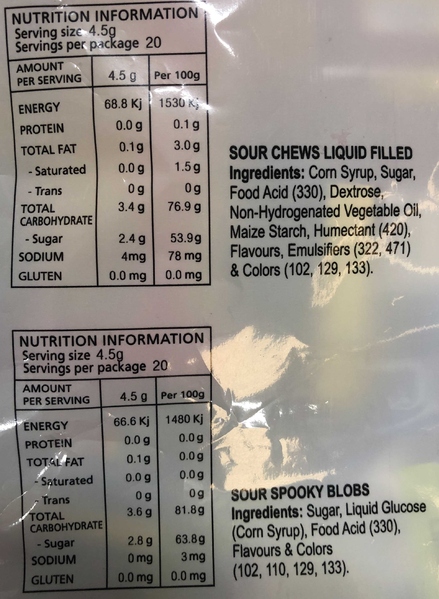 NUTRITION INFORMATION
Serving size 4.5g
Servings per package 20
AMOUNT PER SERVING 4.5 g Per 100g
ENERGY 68.8 Kj 1530 Kj
PROTEIN 0.0 g 0.1 g
TOTAL FAT 0.1g 3.0g
- Saturated 0.0 g 1.5g
- Trans 0 g 0g
TOTAL CARBOHYDRATE 3.4 g 76.9 g
- Sugar 2.4 g 53.9g
SODIUM 4mg 78 mg
GLUTEN 0.0 mg 0.0 mg
SOUR CHEWS LIQUID FILLED
Ingredients: Corn Syrup, Sugar,
Food Acid (330), Dextrose,
Non-Hydrogenated Vegetable Oil,
Maize Starch, Humectant (420),
Flavours, Emulsifiers (322, 471)
& Colors (102, 129, 133).
NUTRITION INFORMATION
Serving size 4.5g
Servings per package 20
AMOUNT PER SERVING 4.5 g Per 100g
ENERGY 66.6 Kj 1480 Kj
PROTEIN 0.0 g 0.0g
TOTAL FAT 0.1g 0.0g
- Saturated 0.0 g 0.0g
- Trans 0 g 0g
TOTAL CARBOHYDRATE 3.6 g 81.8g
- Sugar 2.8 g 63.8g
SODIUM 0 mg 3 mg
GLUTEN 0.0 mg 0.0 mg
SOUR SPOOKY BLOBS
Ingredients: Sugar, Liquid Glucose
(Corn Syrup), Food Acid (330),
Flavours & Colors
(102, 110, 129, 133).